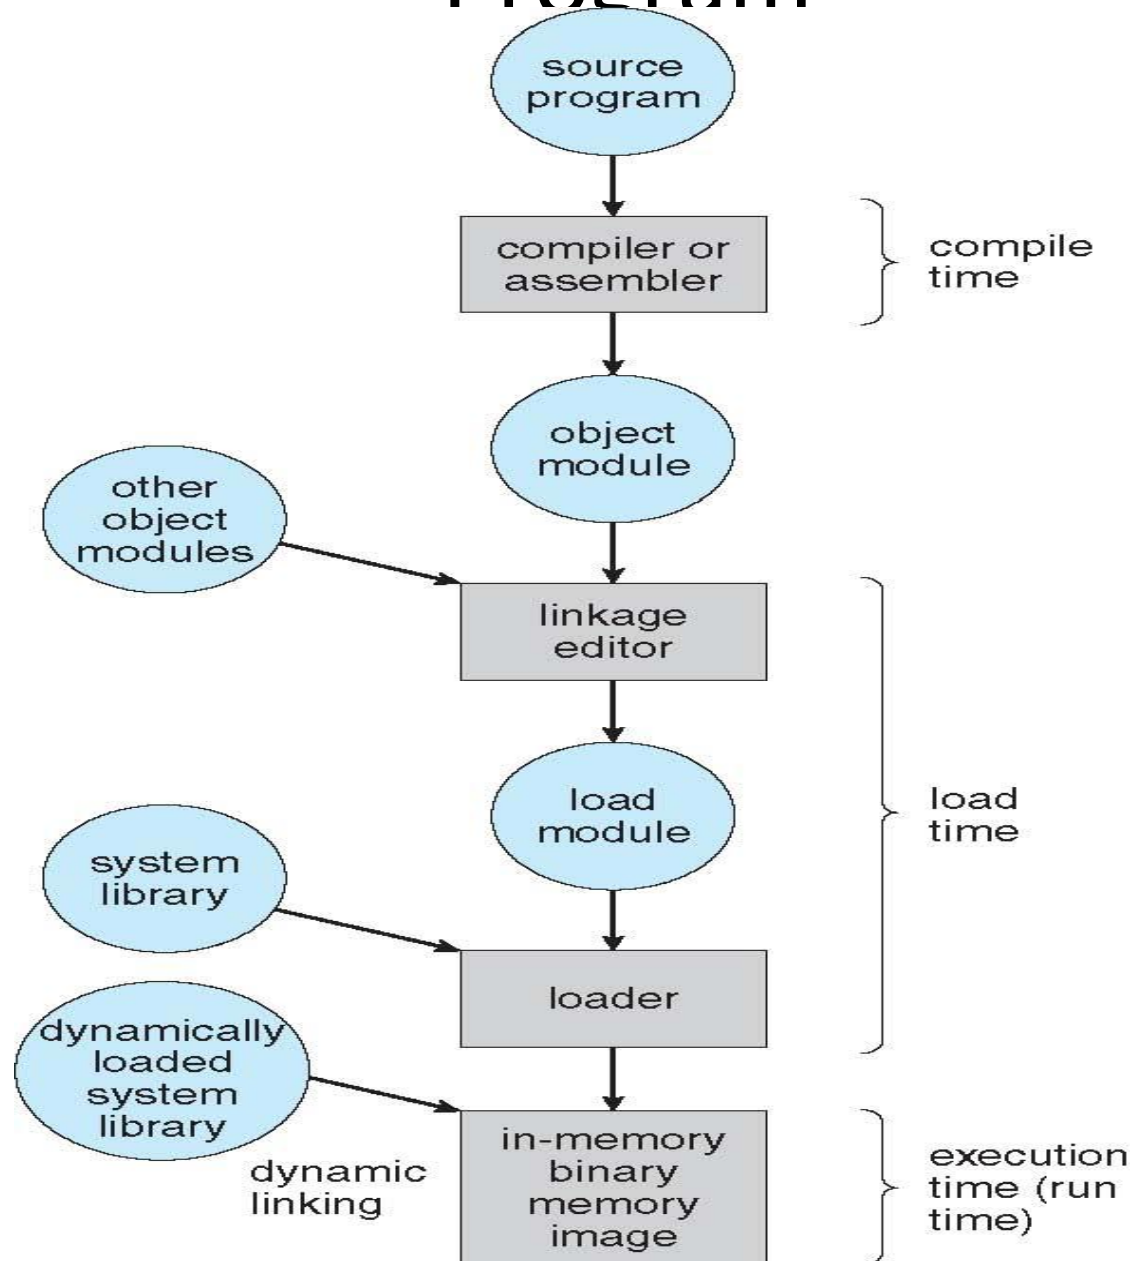 Program
source
program
compiler or
assembler
compile
time
object
module
other
object
modules
linkage
editor
load
module
load
time
system
library
loader
dynamically
loaded
system
library
dynamic
linking
in-memory
binary
memory
image
execution
time (run
time)